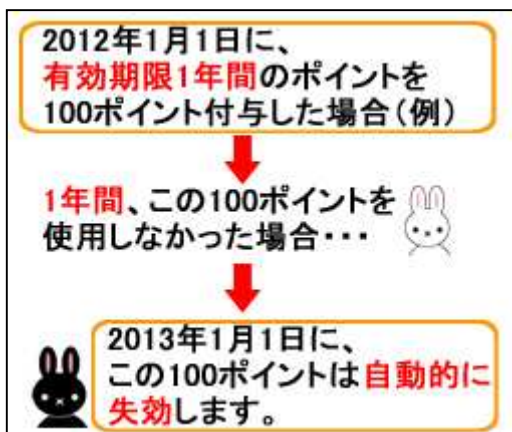 2012年1月1日に、
有効期限1年間のポイントを
100ポイント付与した場合(例)
1年間、この100ポイントを
使用しなかった場合・・・
2013年1月1日に、
この100ポイントは自動的に
失効します。